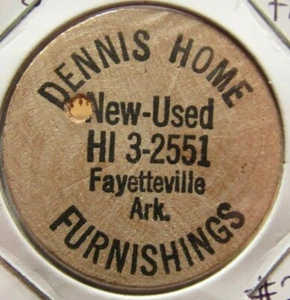 DENNIS HOME
New-Used
HI 3-2551
Fayetteville
Ark.
FURNISHINGS